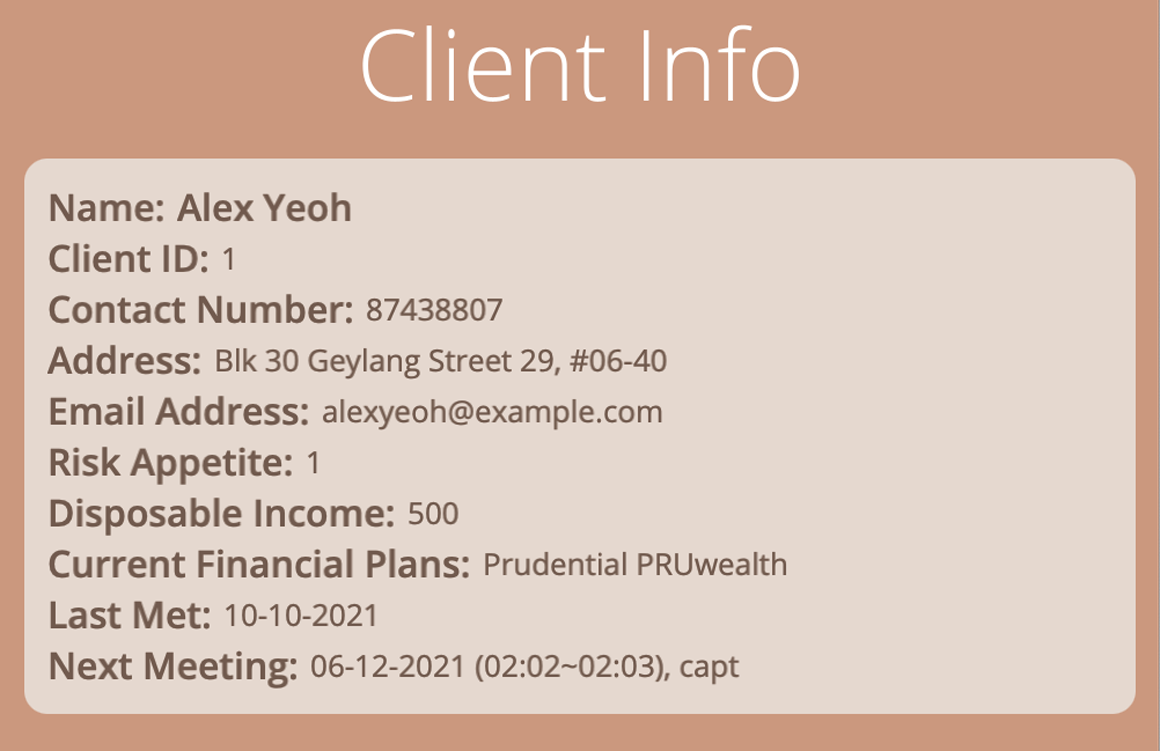 Client Info
Name: Alex Yeoh
Client ID: 1
Contact Number: 87438807
Address: Blk 30 Geylang Street 29, #06-40
Email Address: alexyeoh@example.com
Risk Appetite: 1
Disposable Income: 500
Current Financial Plans: Prudential PRUwealth
Last Met: 10-10-2021
Next Meeting: 06-12-2021 (02:02~02:03), capt